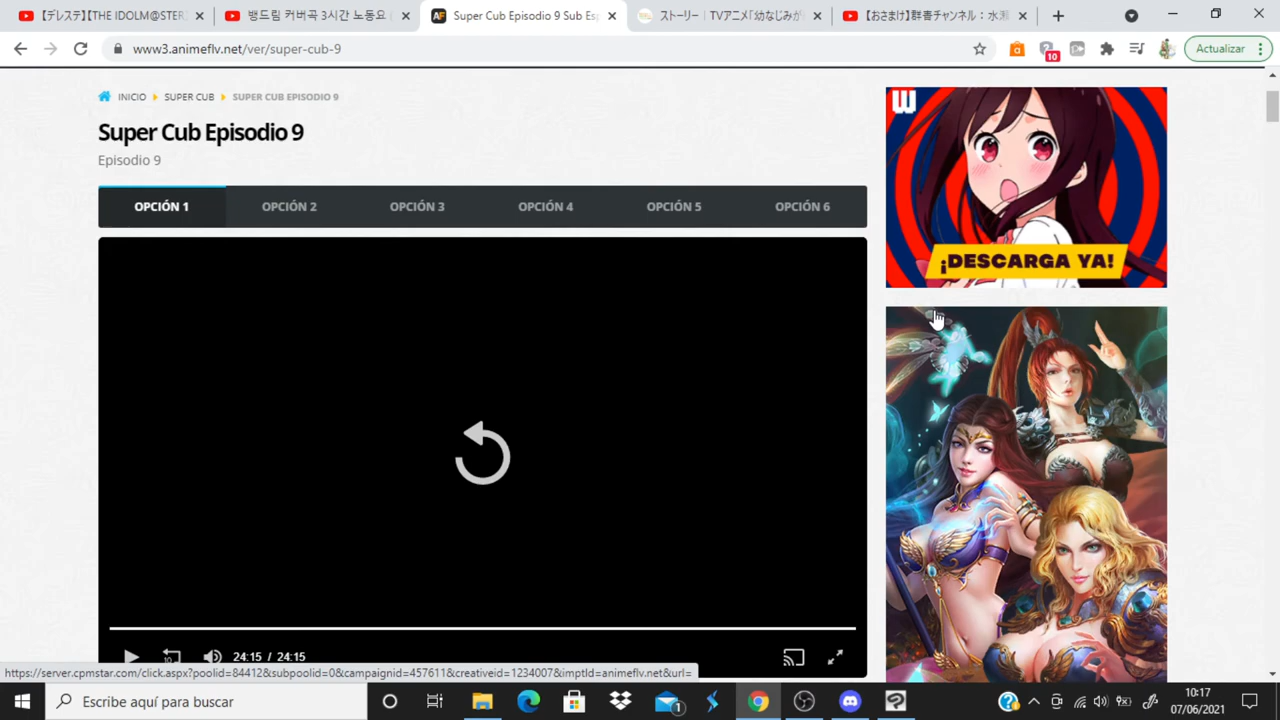 【デレステ】【THE IDOLM@STER
뱅드림 커버곡 3시간 노동요
Super Cub Episodio 9 Sub Esp
ストーリー｜TVアニメ「幼なじみが
【おさまけ】群青チャンネル：水瀬
www3.animeflv.net/ver/super-cub-9
10
Actualizar
INICIO SUPER CUB SUPER CUB EPISODIO 9
Super Cub Episodio 9
Episodio 9
OPCIÓN 1 OPCIÓN 2 OPCIÓN 3 OPCIÓN 4 OPCIÓN 5 OPCIÓN 6
W
¡DESCARGA YA!
10
24:15 / 24:15
https://server.cpmstar.com/click.aspx?poolid=84412&subpoolid=0&campaignid=457611&creativeid=1234007&imptId=animeflv.net&url=
Escribe aquí para buscar
1
10:17
07/06/2021